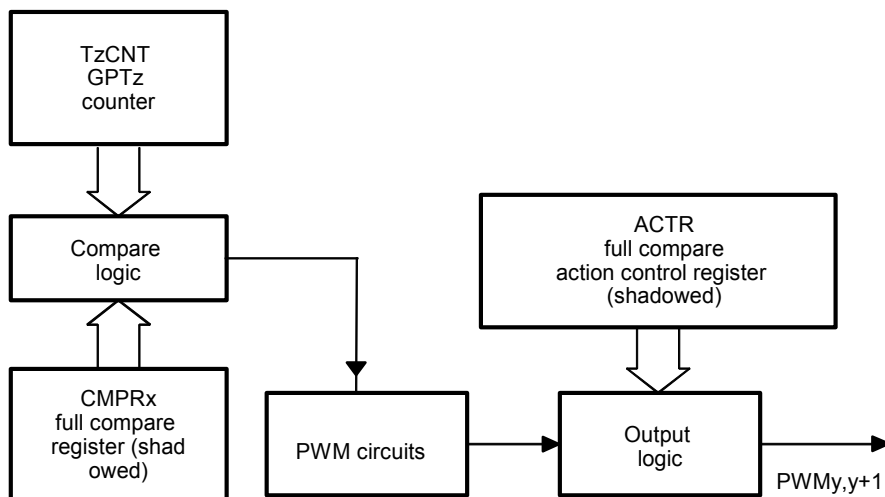 TzCNT
GPTz
counter
Compare
logic
CMPRx
full compare
register (shad
owed)
PWM circuits
ACTR
full compare
action control register
(shadowed)
Output
logic
PWMy,y+1